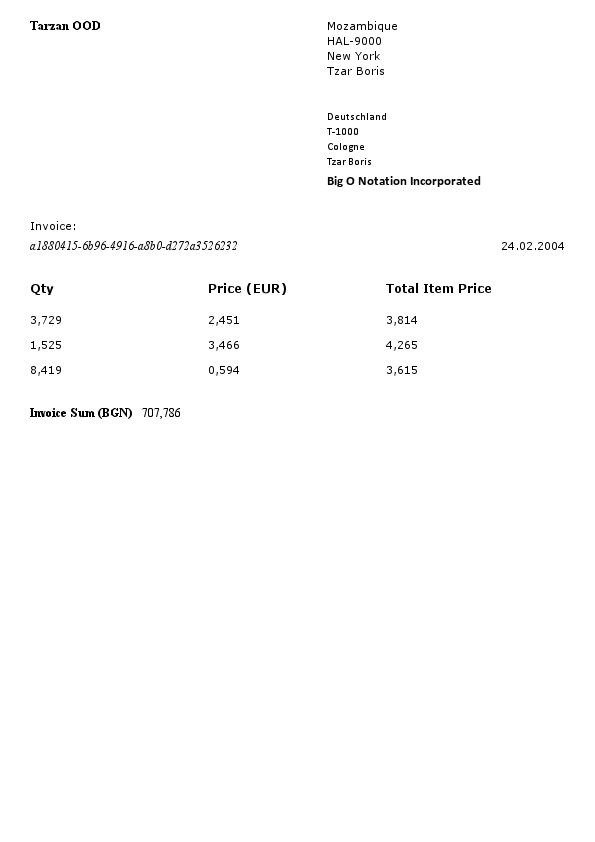 Tarzan OOD
Mozambique
HAL-9000
New York
Tzar Boris
Deutschland
T-1000
Cologne
Tzar Boris
Big O Notation Incorporated
Invoice:
a1880415-6b96-4916-a8b0-d272a3526232 24.02.2004
Qty Price (EUR) Total Item Price
3,729 2,451 3,814
1,525 3,466 4,265
8,419 0,594 3,615
Invoice Sum (BGN) 707,786